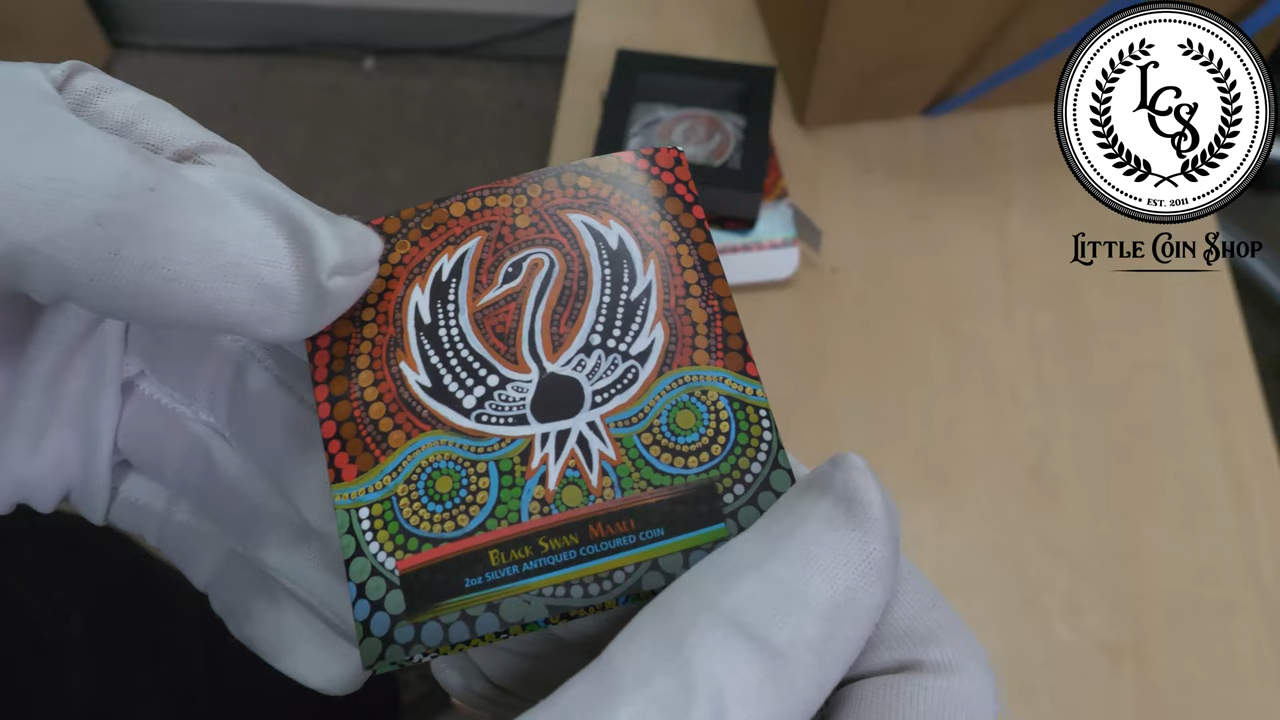 LCS
EST. 2011
LITTLE COIN SHOP
BLACK SWAN MAALI
2oz SILVER ANTIQUED COLOURED COIN